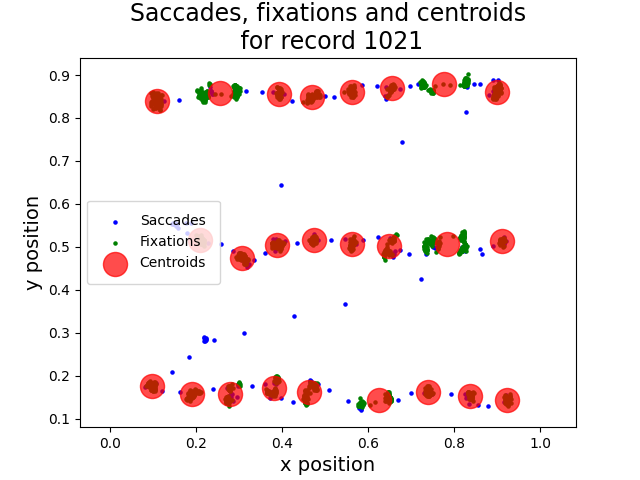 Saccades, fixations and centroids
for record 1021
0.9
0.8
0.7
0.6
0.5
0.4
0.3
0.2
0.1
y position
Saccades
Fixations
Centroids
0.0 0.2 0.4 0.6 0.8 1.0
x position